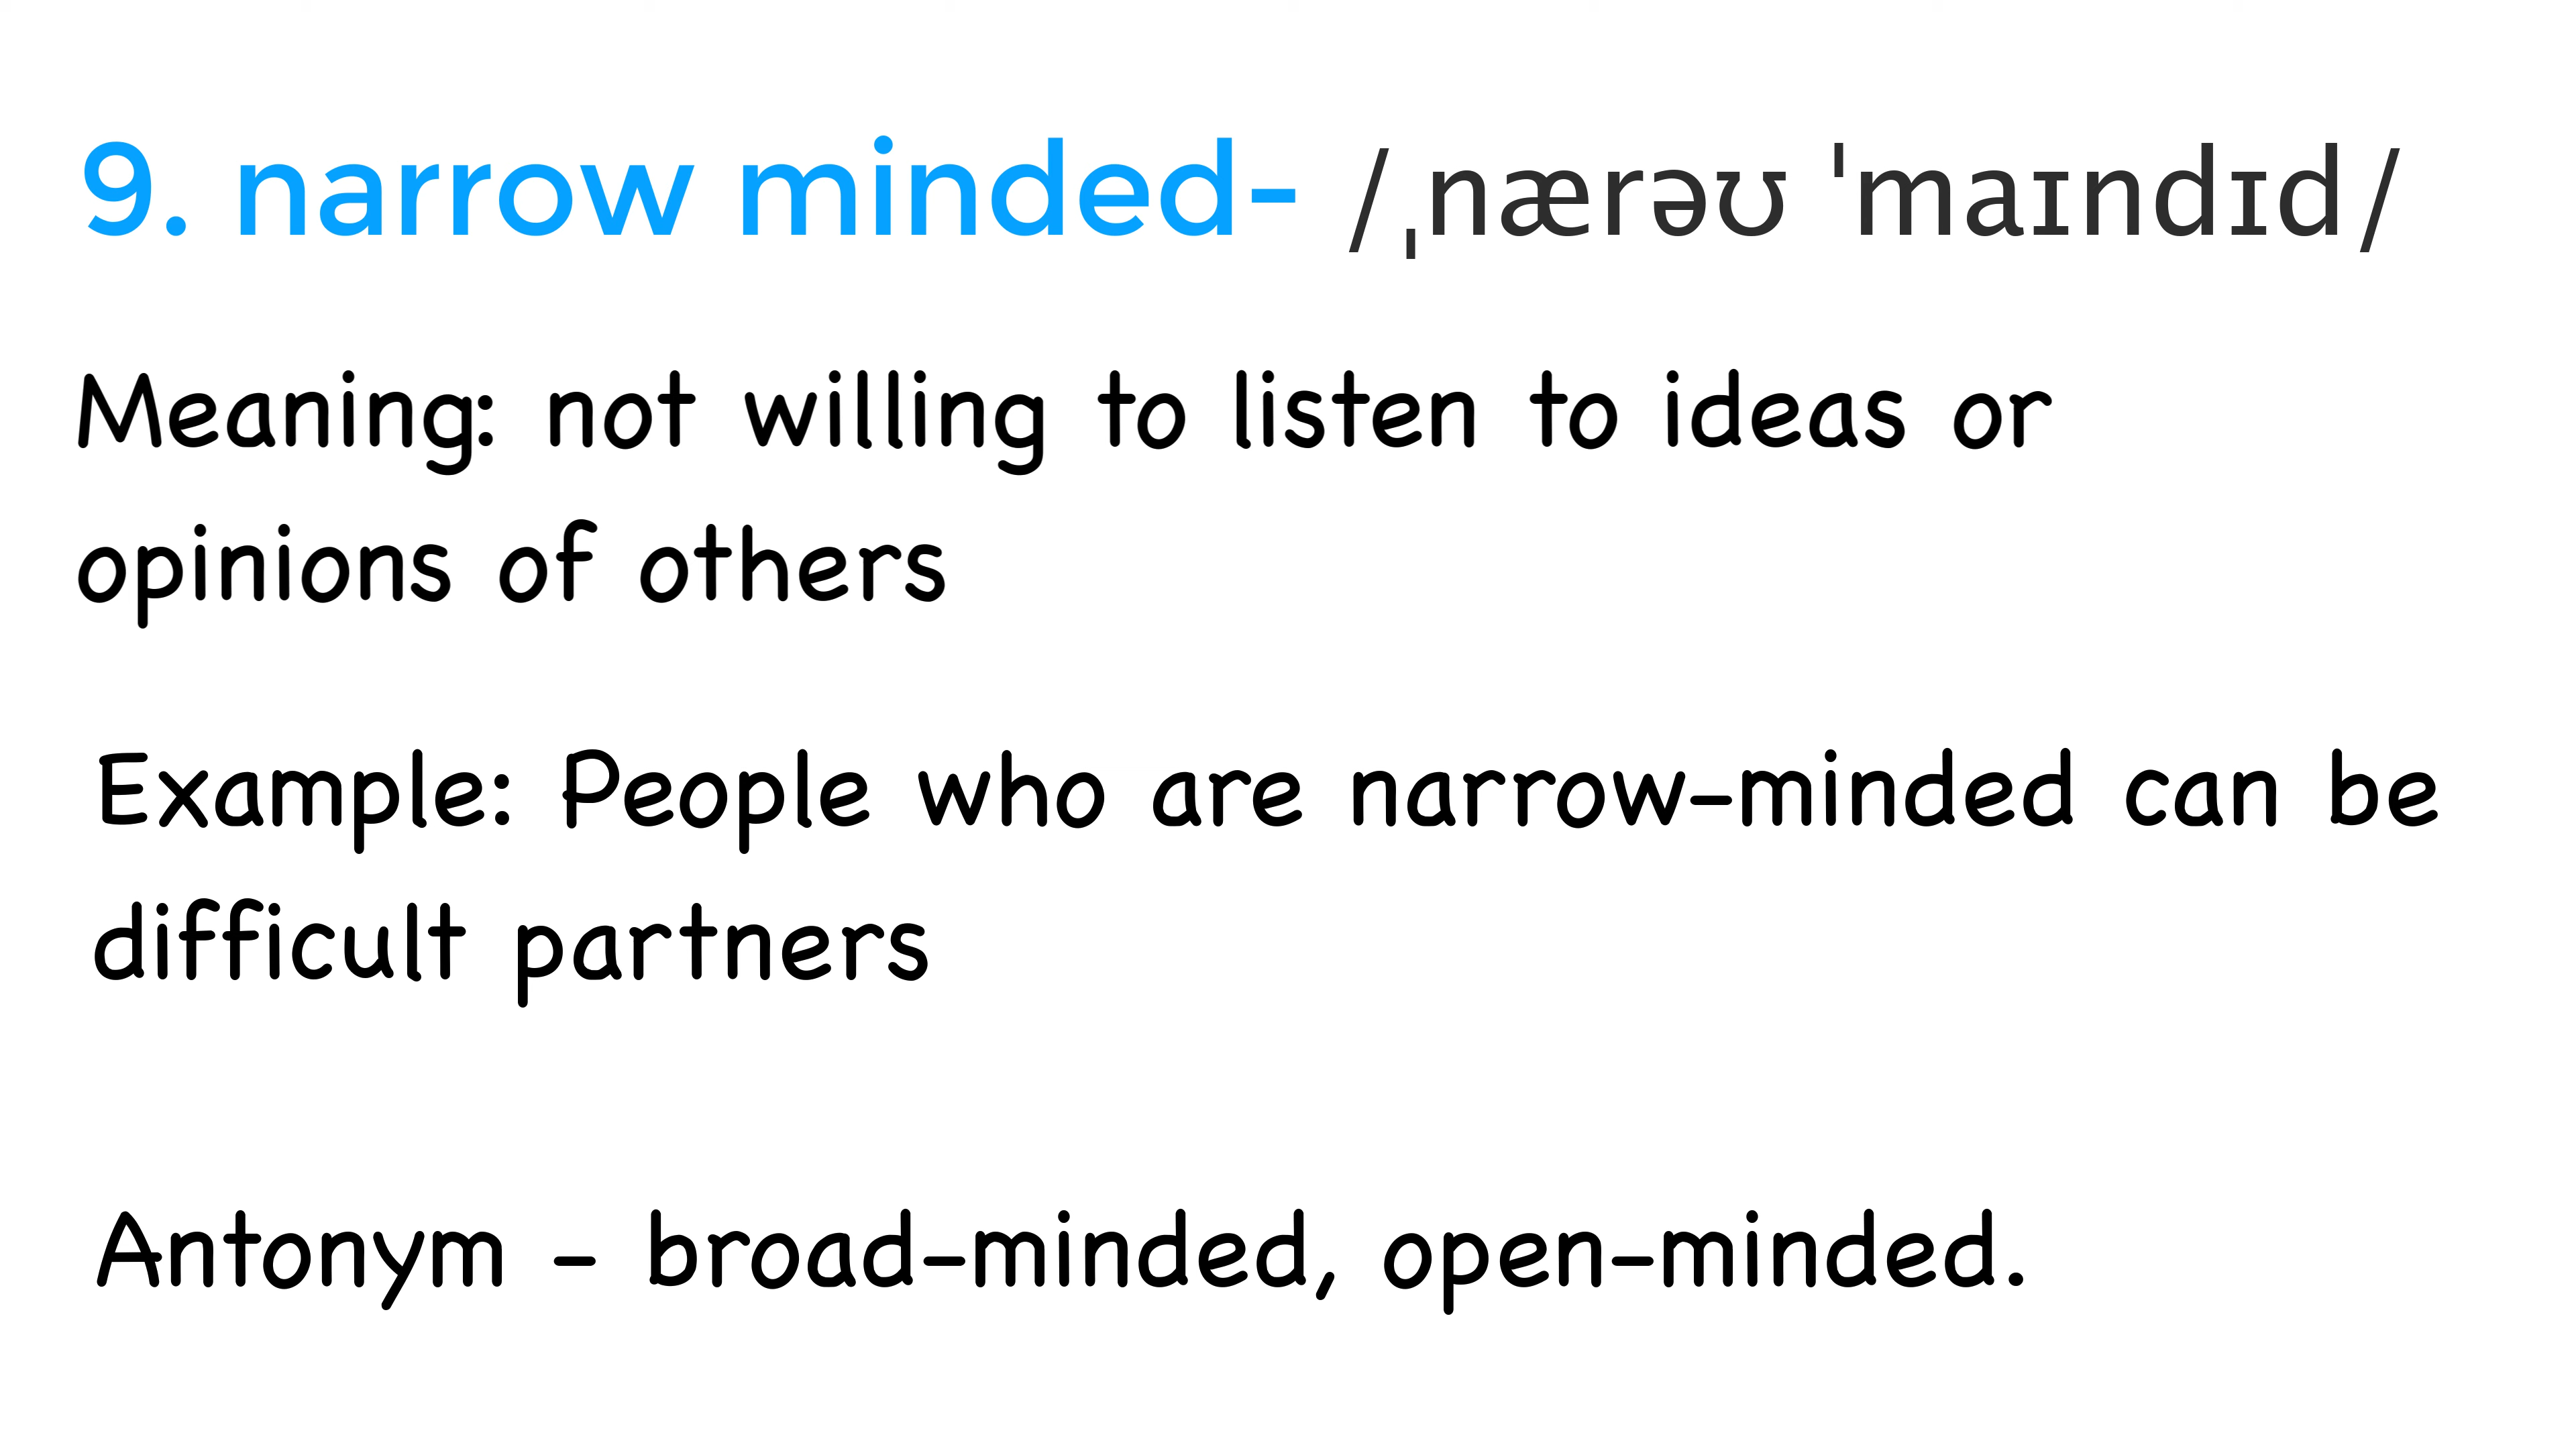 9. narrow minded- /ˌnærəʊ ˈmaɪndɪd/
Meaning: not willing to listen to ideas or
opinions of others
Example: People who are narrow-minded can be
difficult partners
Antonym - broad-minded, open-minded.